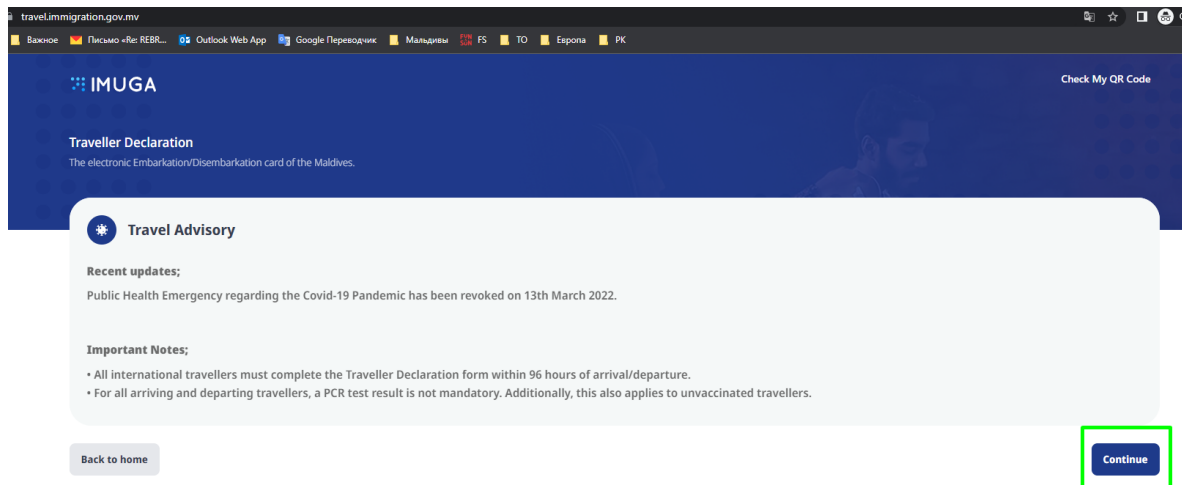 travel.immigration.gov.mv
Важное Письмо «Re: REBR... Outlook Web App Google Переводчик Мальдивы FS TO Европа PK
IMUGA
Check My QR Code
Traveller Declaration
The electronic Embarkation/Disembarkation card of the Maldives.
Travel Advisory
Recent updates;
Public Health Emergency regarding the Covid-19 Pandemic has been revoked on 13th March 2022.
Important Notes;
• All international travellers must complete the Traveller Declaration form within 96 hours of arrival/departure.
• For all arriving and departing travellers, a PCR test result is not mandatory. Additionally, this also applies to unvaccinated travellers.
Back to home
Continue